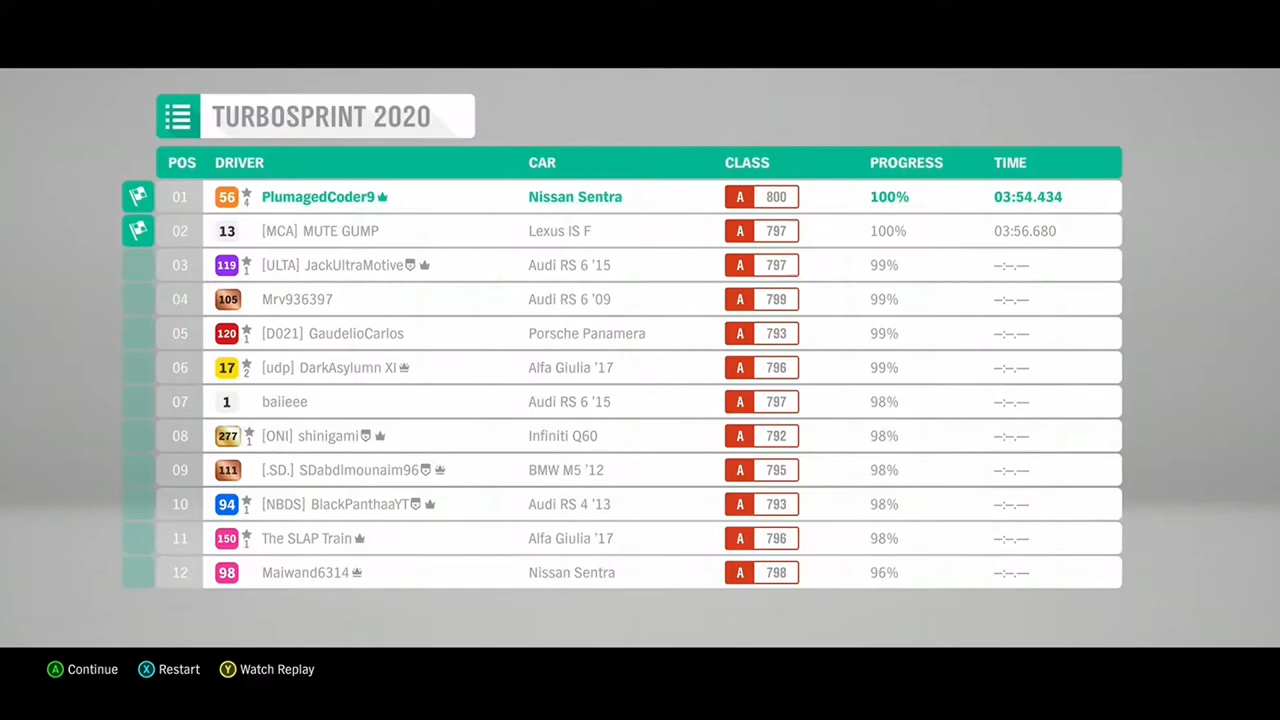 TURBOSPRINT 2020
POS DRIVER CAR CLASS PROGRESS TIME
01 56 4 PlumagedCoder9 Nissan Sentra A 800 100% 03:54.434
02 13 [MCA] MUTE GUMP Lexus IS F A 797 100% 03:56.680
03 119 1 [ULTA] JackUltraMotive Audi RS 6 '15 A 797 99% --:--.---
04 105 Mrv936397 Audi RS 6 '09 A 799 99% --:--.---
05 120 1 [D021] GaudelioCarlos Porsche Panamera A 793 99% --:--.---
06 17 2 [udp] DarkAsylumn XI Alfa Giulia '17 A 796 99% --:--.---
07 1 baiieee Audi RS 6 '15 A 797 98% --:--.---
08 277 1 [ONI] shinigami Infiniti Q60 A 792 98% --:--.---
09 111 [.SD.] SDabdlmounaim96 BMW M5 '12 A 795 98% --:--.---
10 94 1 [NBDS] BlackPanthaaYT Audi RS 4 '13 A 793 98% --:--.---
11 150 1 The SLAP Train Alfa Giulia '17 A 796 98% --:--.---
12 98 Maiwand6314 Nissan Sentra A 798 96% --:--.---
A Continue X Restart Y Watch Replay